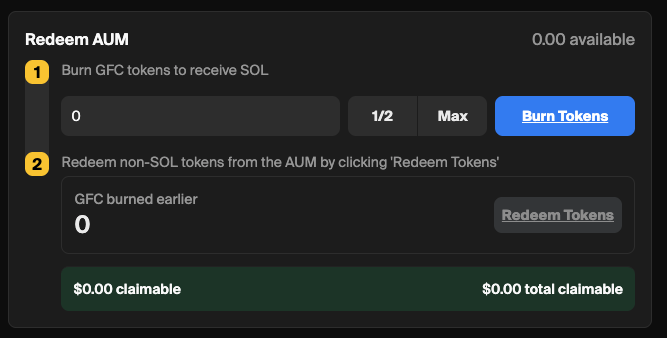 Redeem AUM 0.00 available
1 Burn GFC tokens to receive SOL
0 1/2 Max Burn Tokens
2 Redeem non-SOL tokens from the AUM by clicking 'Redeem Tokens'
GFC burned earlier
0 Redeem Tokens
$0.00 claimable $0.00 total claimable